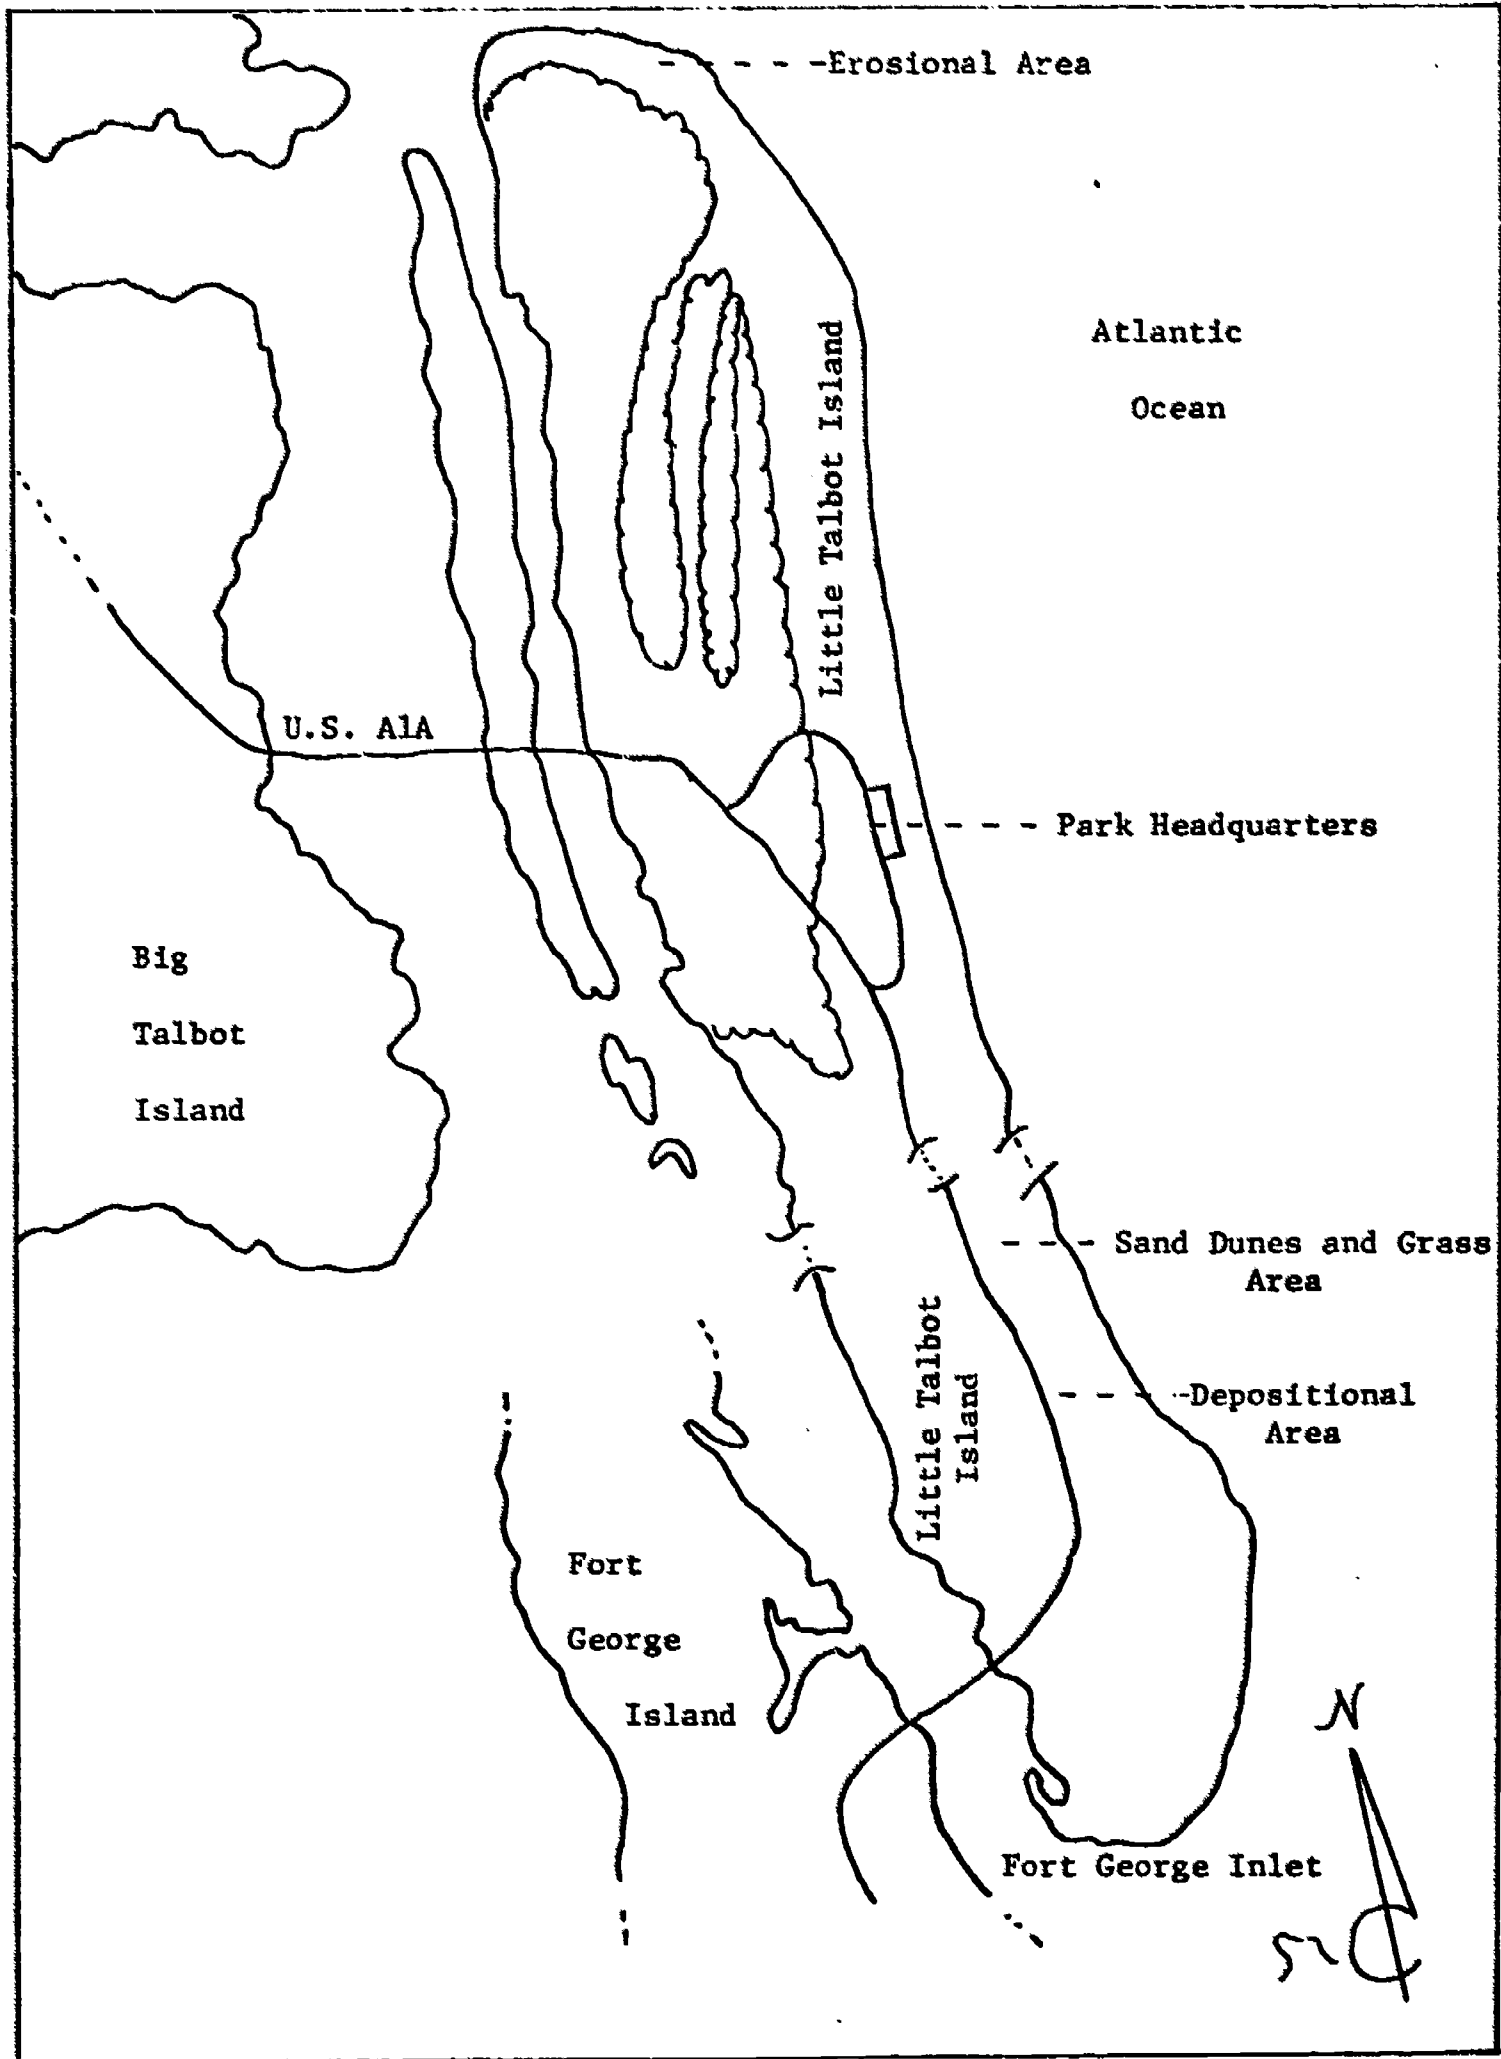 Erosional Area
Atlantic
Ocean
Little Talbot Island
U.S. A1A
Park Headquarters
Big
Talbot
Island
Sand Dunes and Grass
Area
Little Talbot
Island
Depositional
Area
Fort
George
Island
N
Fort George Inlet